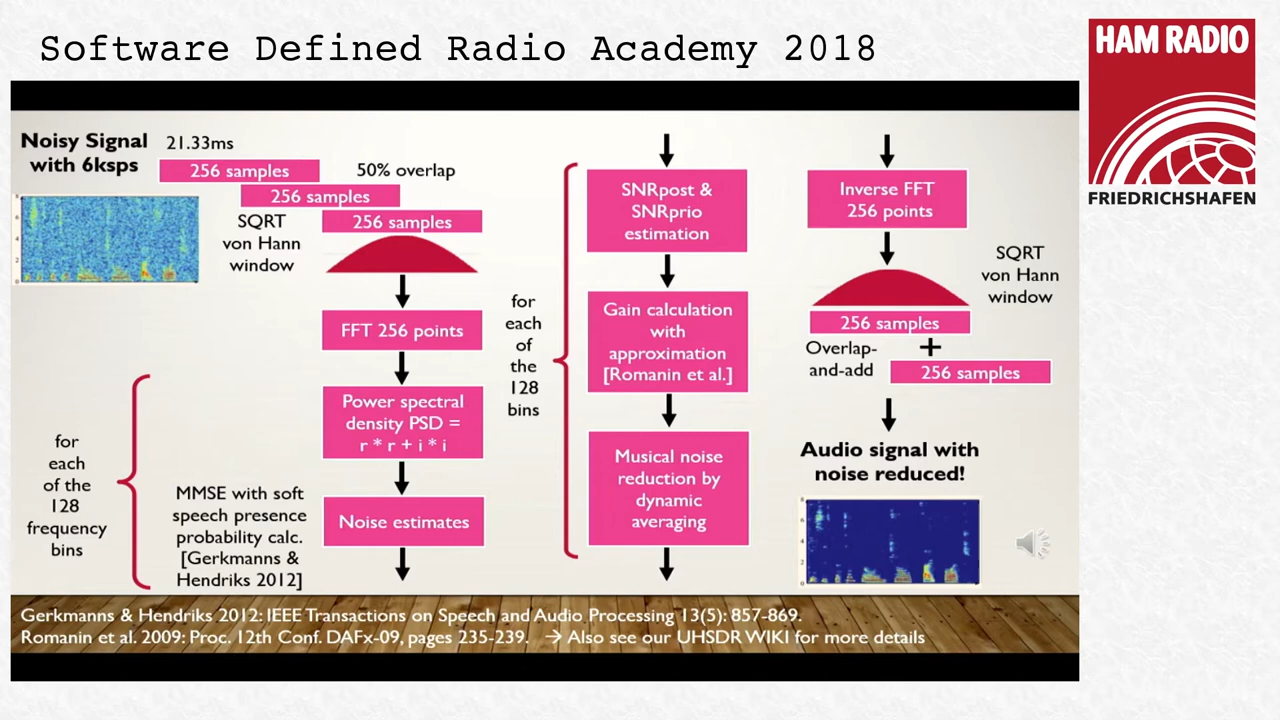 Software Defined Radio Academy 2018
HAM RADIO
FRIEDRICHSHAFEN
Noisy Signal
with 6ksps
21.33ms
256 samples
50% overlap
256 samples
256 samples
SQRT
von Hann
window
FFT 256 points
for
each
of the
128
frequency
bins
Power spectral
density PSD =
r * r + i * i
MMSE with soft
speech presence
probability calc.
[Gerkmanns &
Hendriks 2012]
Noise estimates
for
each
of
the
128
bins
SNRpost &
SNRprio
estimation
Gain calculation
with
approximation
[Romanin et al.]
Musical noise
reduction by
dynamic
averaging
Inverse FFT
256 points
SQRT
von Hann
window
256 samples
Overlap-
and-add
+
256 samples
Audio signal with
noise reduced!
Gerkmanns & Hendriks 2012: IEEE Transactions on Speech and Audio Processing 13(5): 857-869.
Romanin et al. 2009: Proc. 12th Conf. DAFx-09, pages 235-239. → Also see our UHSDR WIKI for more details